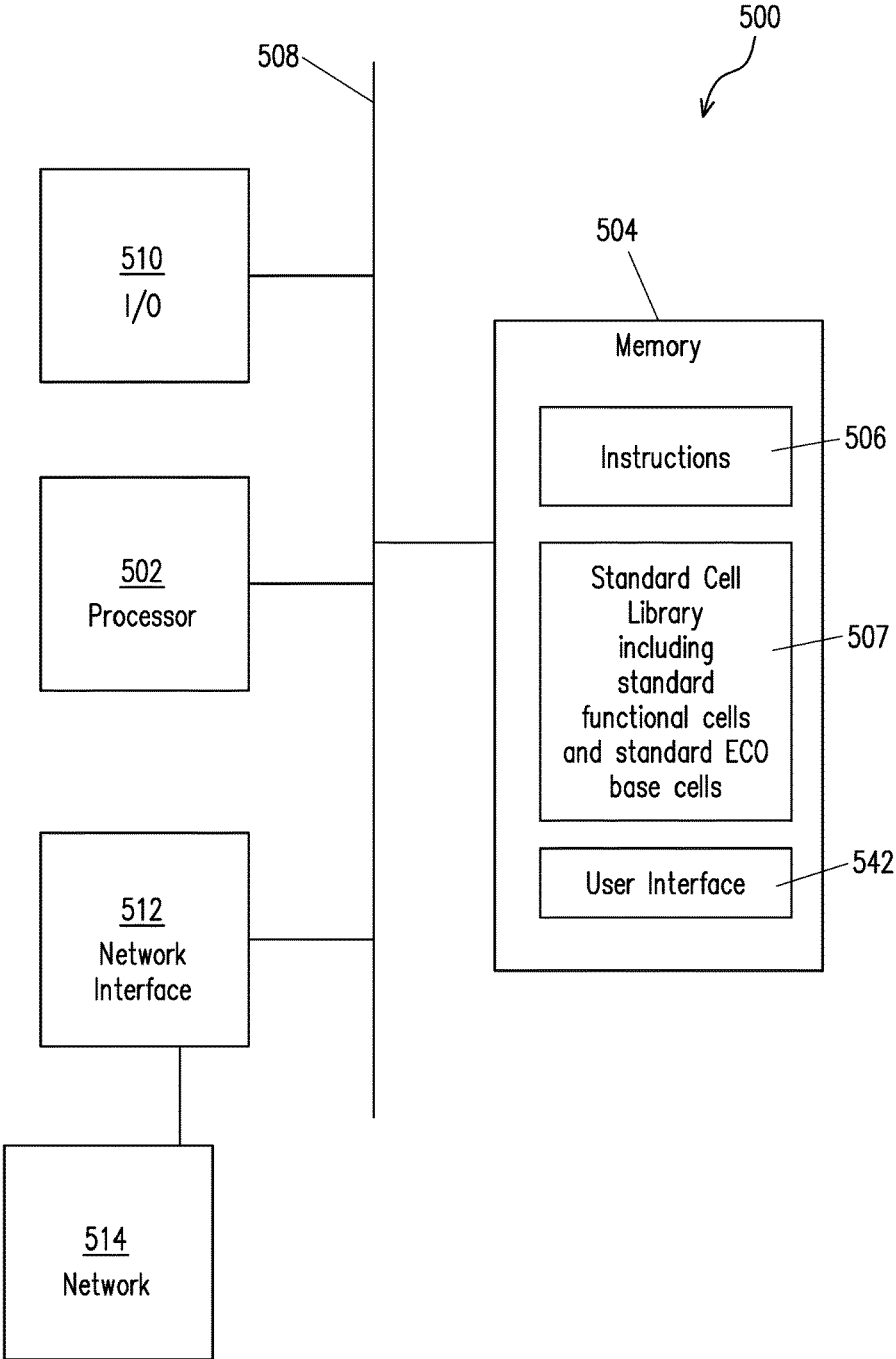 500
508
504
510
I/O
Memory
Instructions
506
502
Processor
Standard Cell
Library
including
standard
functional cells
and standard ECO
base cells
507
User Interface
542
512
Network
Interface
514
Network